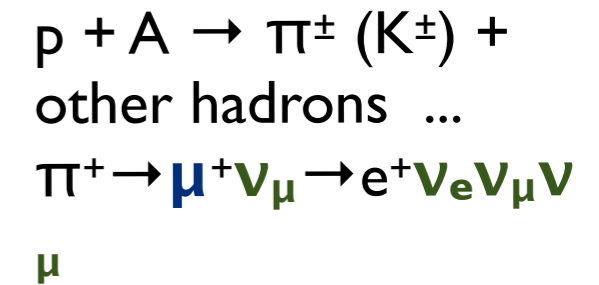 p + A → π± (K±) +
other hadrons ...
π⁺→μ⁺νμ→e⁺νeνμν
μ